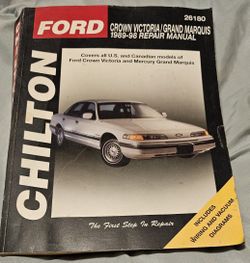 26180
FORD
CROWN VICTORIA/GRAND MARQUIS
1989-98 REPAIR MANUAL
Covers all U.S. and Canadian models of
Ford Crown Victoria and Mercury Grand Marquis
CHILTON
The First Step In Repair
INCLUDES
WIRING AND VACUUM
DIAGRAMS